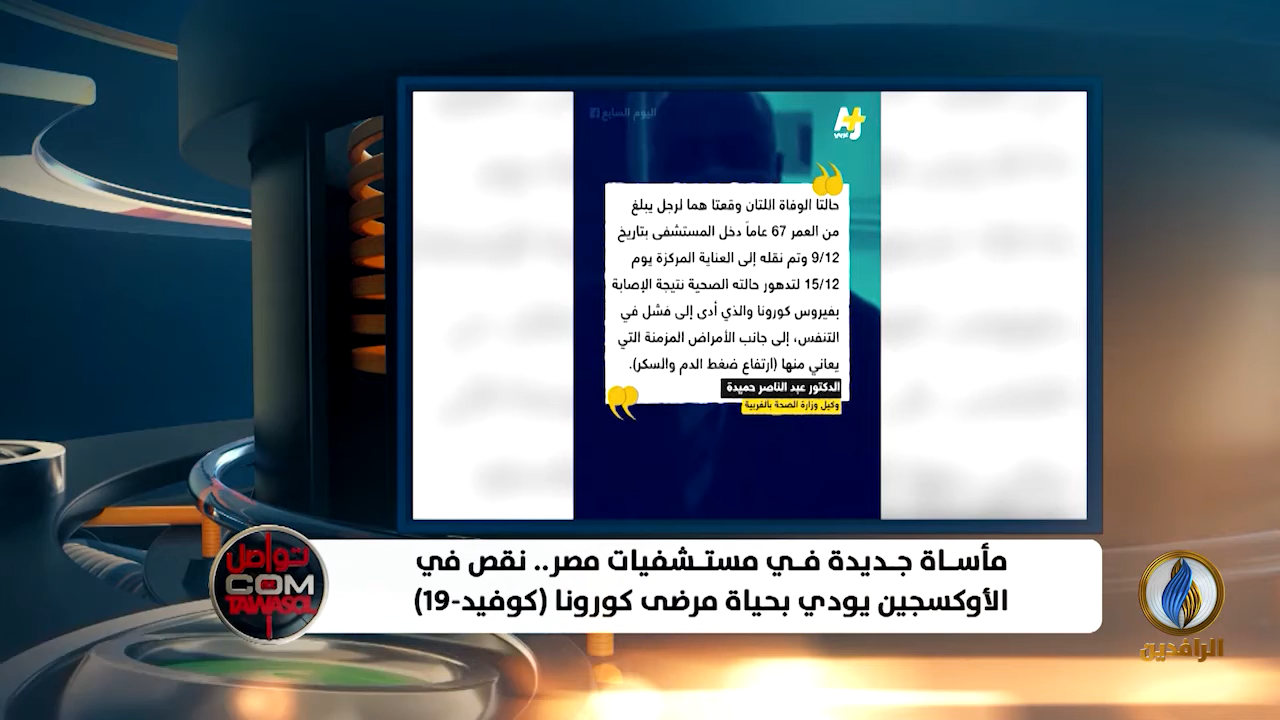 اليوم السابع
عربي
حالتا الوفاة اللتان وقعتا هما لرجل يبلغ
من العمر 67 عاماً دخل المستشفى بتاريخ
9/12 وتم نقله إلى العناية المركزة يوم
15/12 لتدهور حالته الصحية نتيجة الإصابة
بفيروس كورونا والذي أدى إلى فشل في
التنفس، إلى جانب الأمراض المزمنة التي
يعاني منها (ارتفاع ضغط الدم والسكر).
الدكتور عبد الناصر حميدة
وكيل وزارة الصحة بالغربية
مأساة جديدة في مستشفيات مصر.. نقص في
الأوكسجين يودي بحياة مرضى كورونا (كوفيد-19)
تواصل
COM
TAWASOL
الرافدين